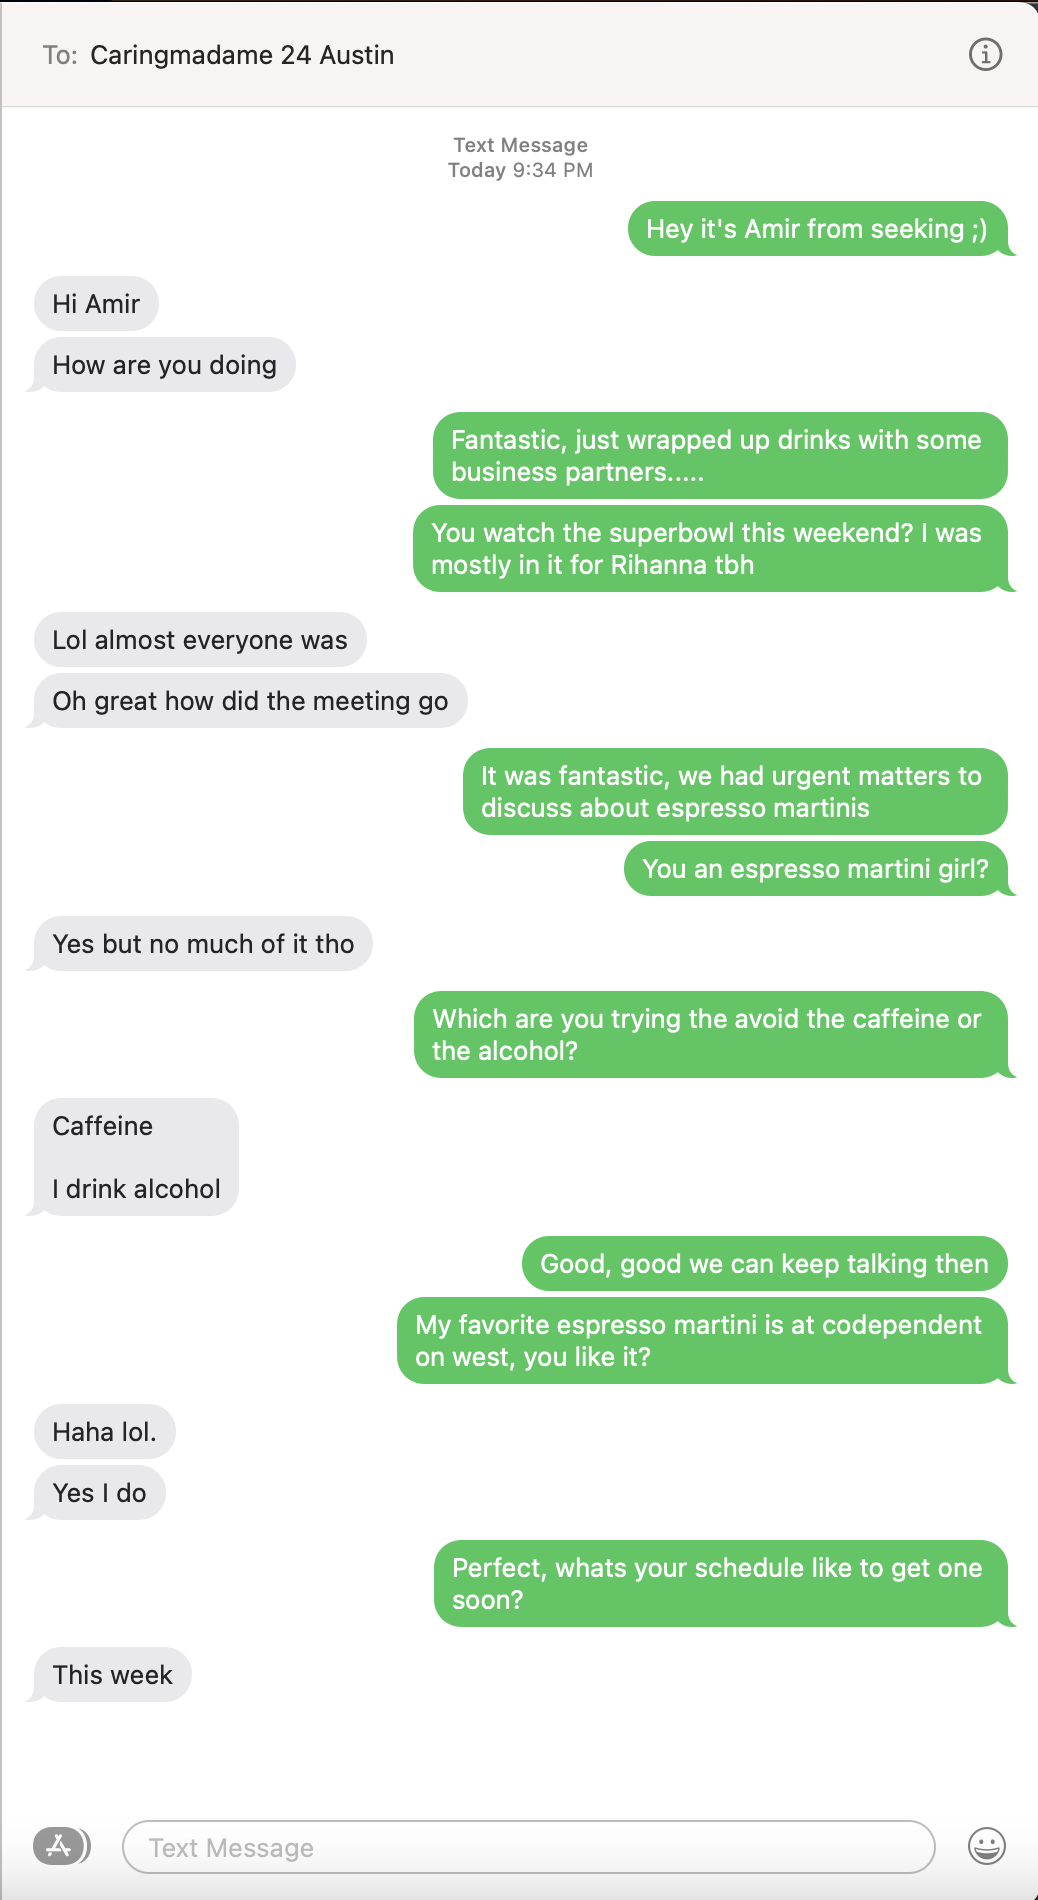 To: Caringmadame 24 Austin
Text Message
Today 9:34 PM
Hey it's Amir from seeking ;)
Hi Amir
How are you doing
Fantastic, just wrapped up drinks with some
business partners.....
You watch the superbowl this weekend? I was
mostly in it for Rihanna tbh
Lol almost everyone was
Oh great how did the meeting go
It was fantastic, we had urgent matters to
discuss about espresso martinis
You an espresso martini girl?
Yes but no much of it tho
Which are you trying the avoid the caffeine or
the alcohol?
Caffeine
I drink alcohol
Good, good we can keep talking then
My favorite espresso martini is at codependent
on west, you like it?
Haha lol.
Yes I do
Perfect, whats your schedule like to get one
soon?
This week
Text Message